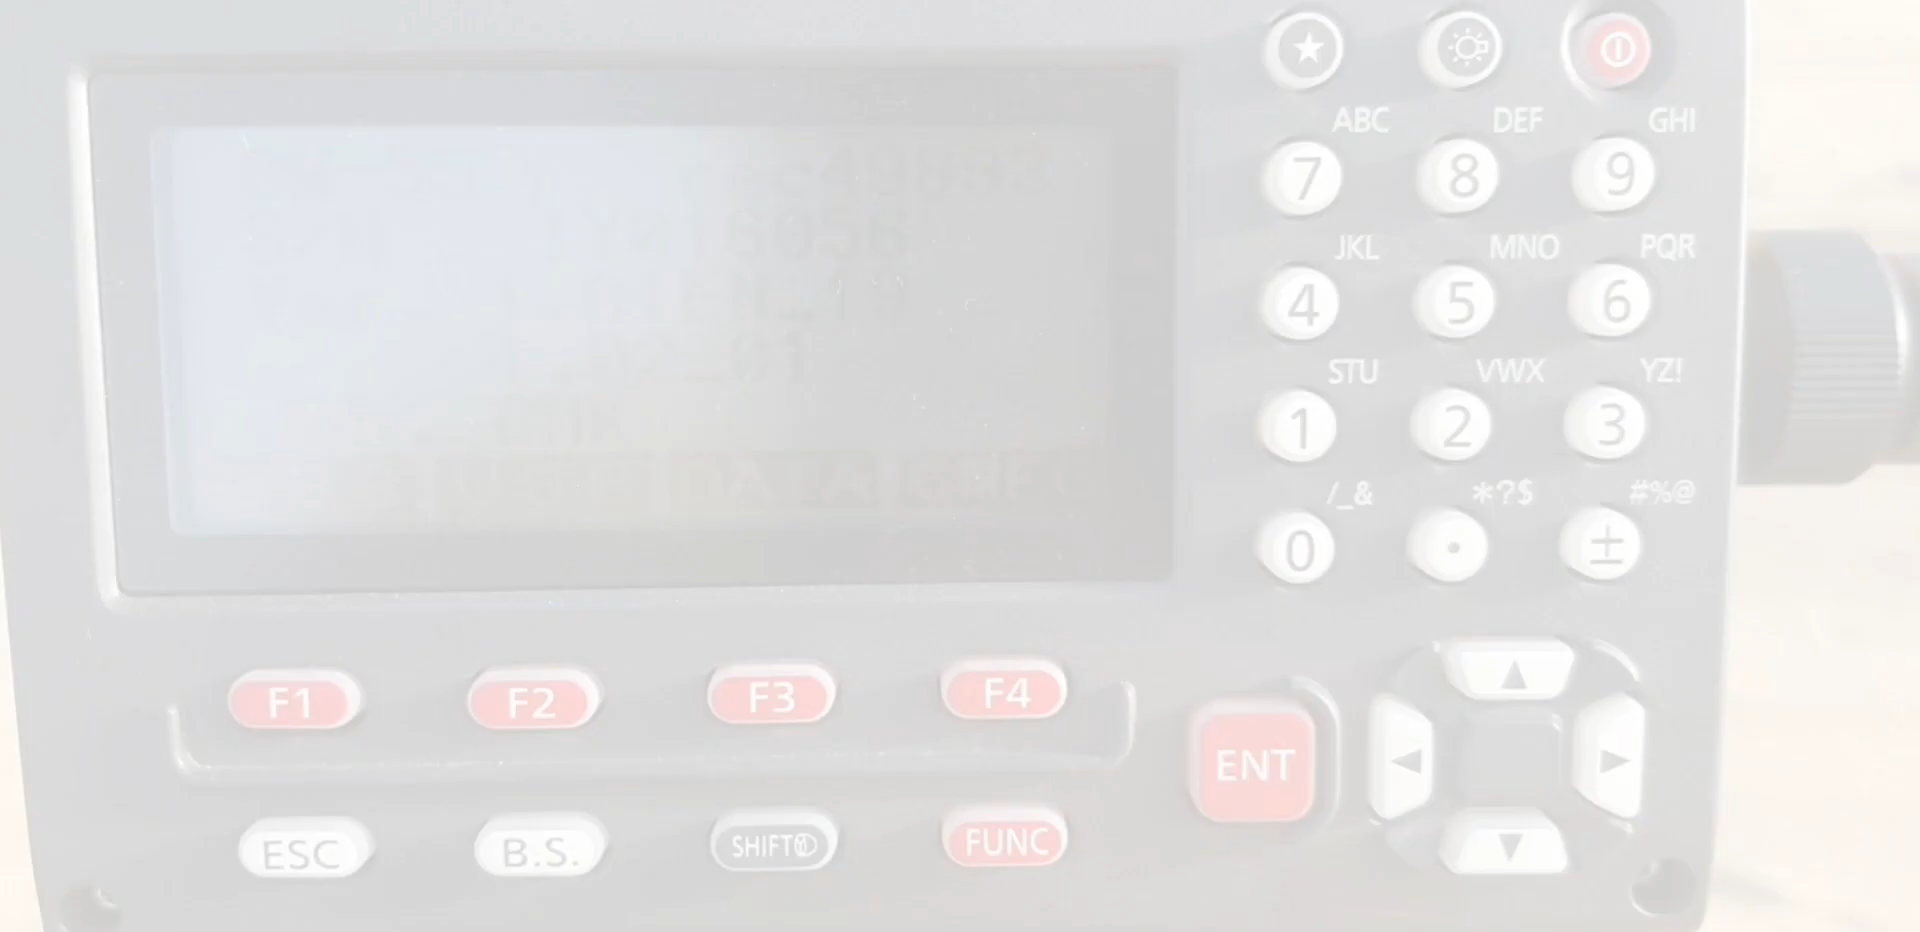 ABC DEF GHI
7 8 9
JKL MNO PQR
4 5 6
STU VWX YZ!
1 2 3
/_& *?$ #%@
0 . ±
F1 F2 F3 F4
ENT
ESC B.S. SHIFT FUNC